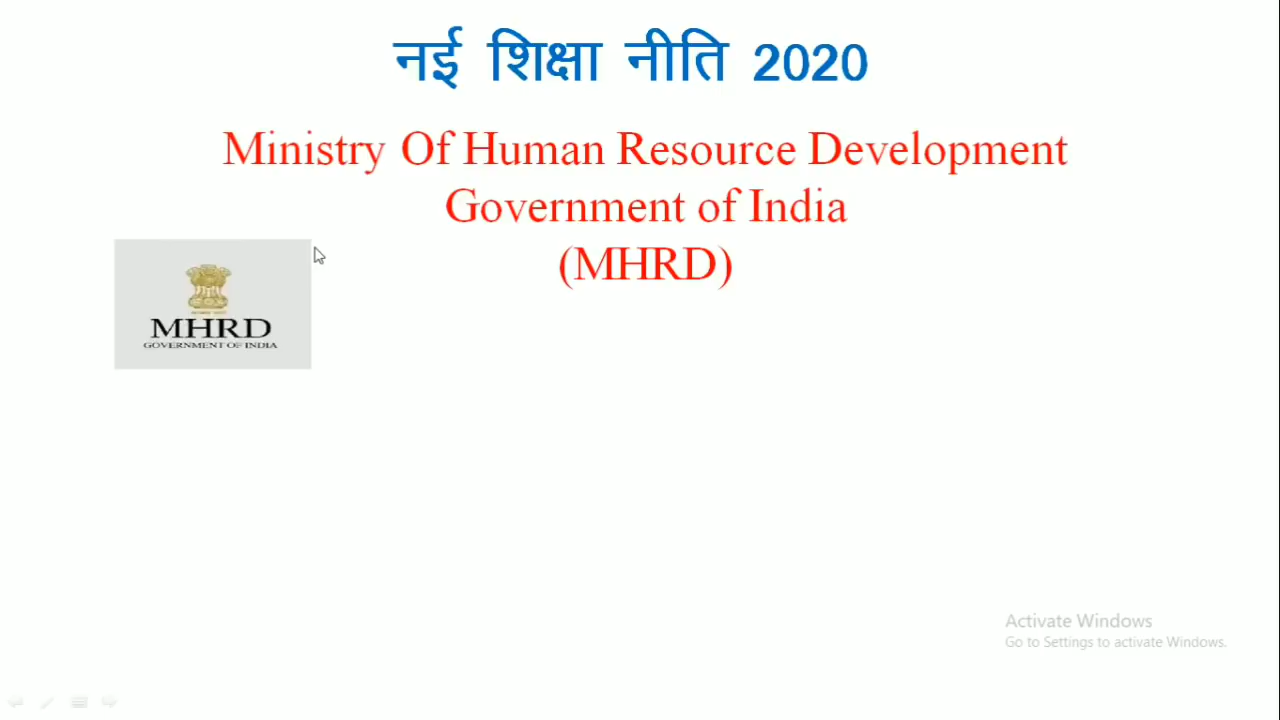 नई शिक्षा नीति 2020
Ministry Of Human Resource Development
Government of India
(MHRD)
MHRD
GOVERNMENT OF INDIA
Activate Windows
Go to Settings to activate Windows.